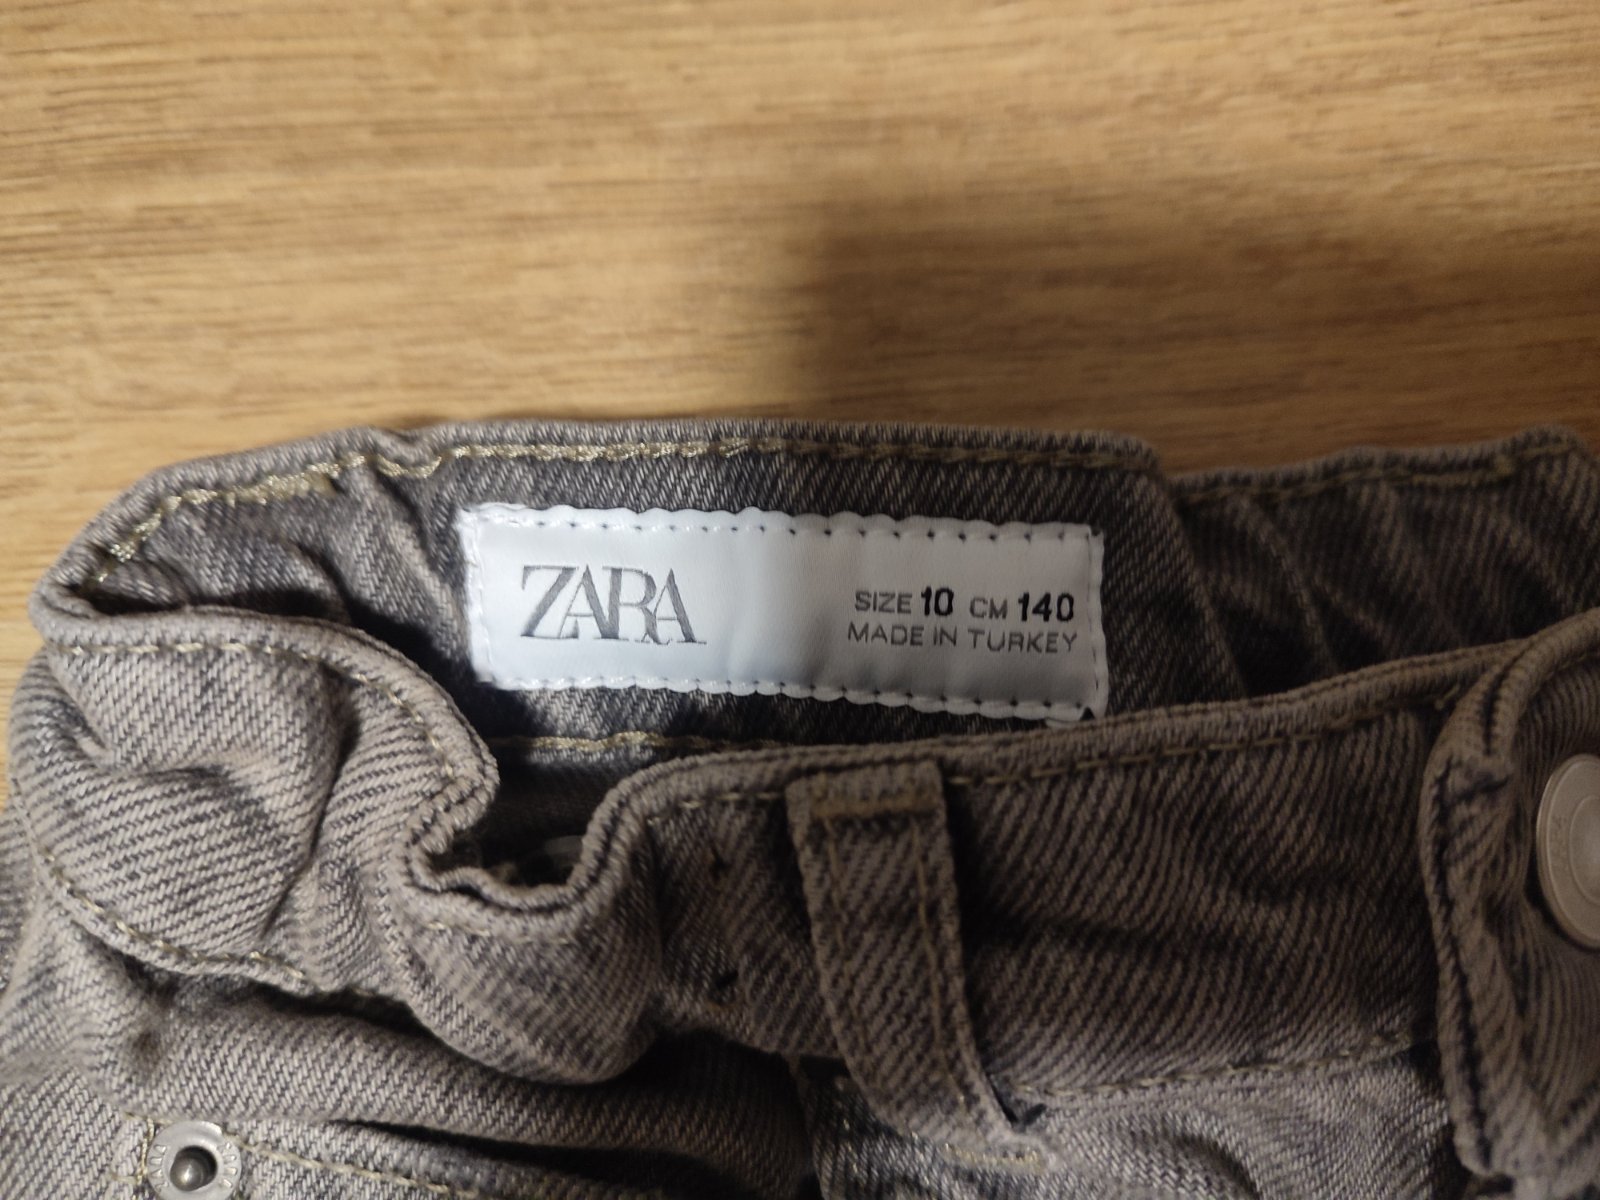 ZARA
SIZE 10 CM 140
MADE IN TURKEY